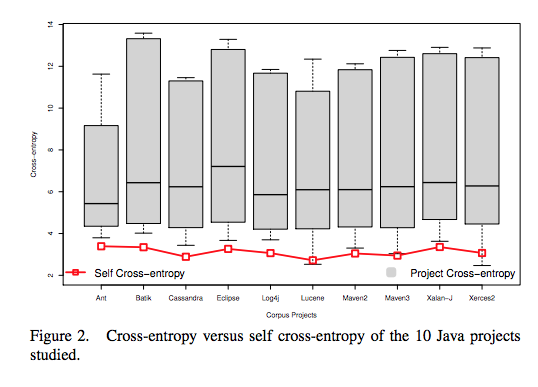 14
12
10
8
6
4
2
Cross−entropy
Self Cross−entropy
Project Cross−entropy
Ant Batik Cassandra Eclipse Log4j Lucene Maven2 Maven3 Xalan−J Xerces2
Corpus Projects
Figure 2. Cross-entropy versus self cross-entropy of the 10 Java projects
studied.